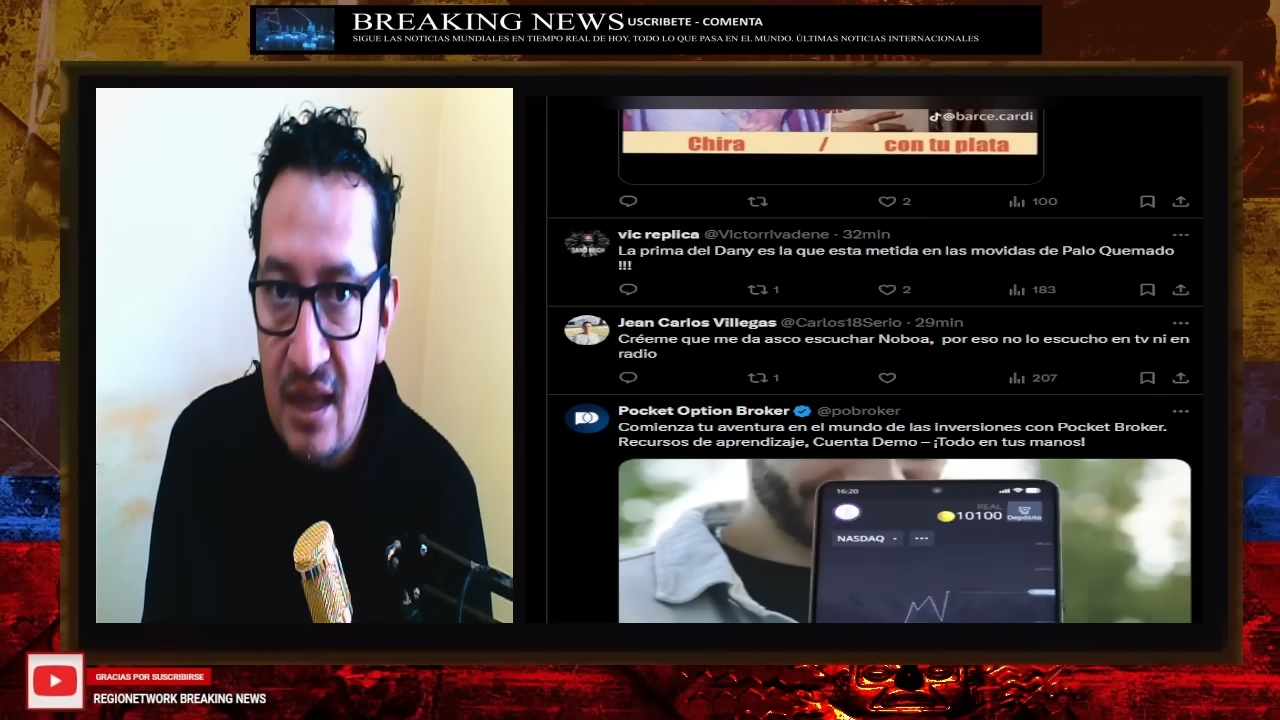 BREAKING NEWS USCRIBETE - COMENTA
SIGUE LAS NOTICIAS MUNDIALES EN TIEMPO REAL DE HOY, TODO LO QUE PASA EN EL MUNDO. ÚLTIMAS NOTICIAS INTERNACIONALES
@barce.cardi
Chira / con tu plata
2 100
vic replica @Victorrivadene · 32min
La prima del Dany es la que esta metida en las movidas de Palo Quemado
!!!
1 2 183
Jean Carlos Villegas @Carlos18Serio · 29min
Créeme que me da asco escuchar Noboa, por eso no lo escucho en tv ni en
radio
1 207
Pocket Option Broker @pobroker
Comienza tu aventura en el mundo de las inversiones con Pocket Broker.
Recursos de aprendizaje, Cuenta Demo – ¡Todo en tus manos!
16:20
REAL
10100
Depósito
NASDAQ
GRACIAS POR SUSCRIBIRSE
REGIONETWORK BREAKING NEWS